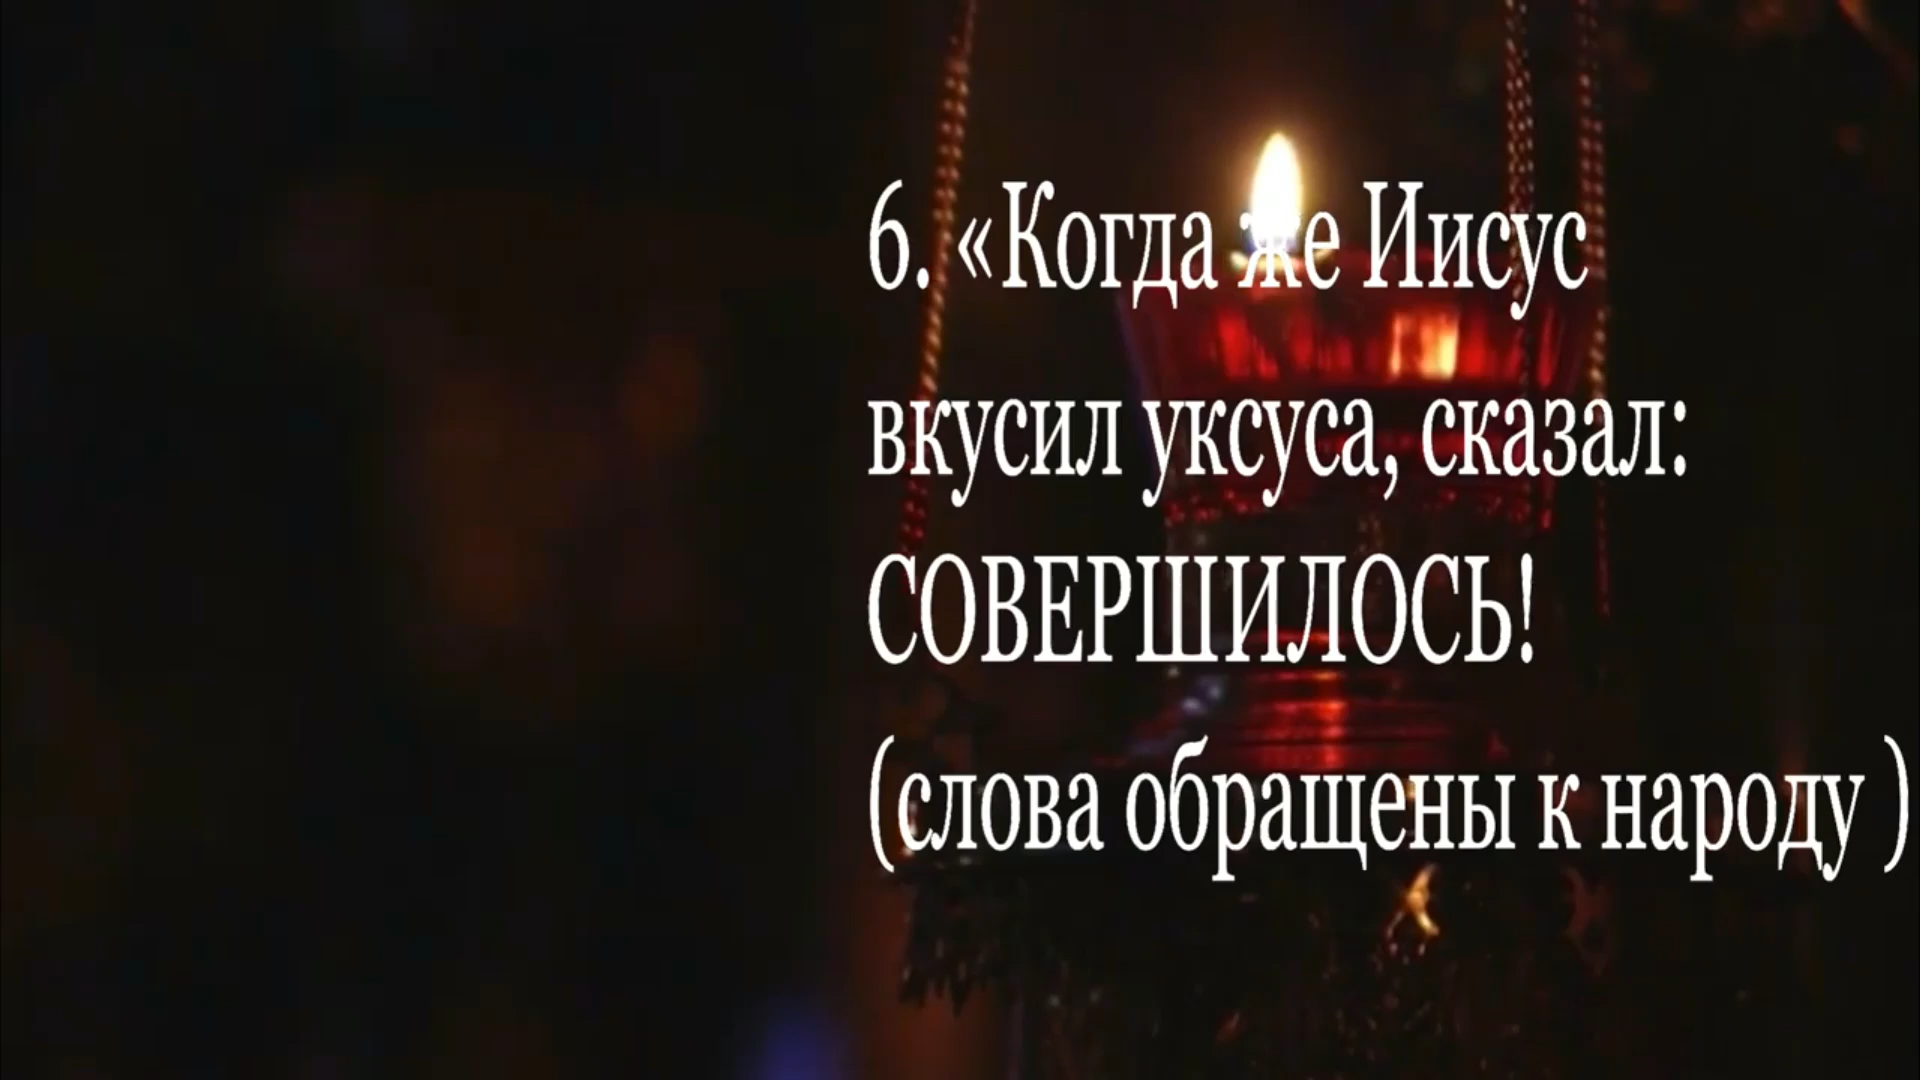 6. «Когда же Иисус
вкусил уксуса, сказал:
СОВЕРШИЛОСЬ!
(слова обращены к народу )